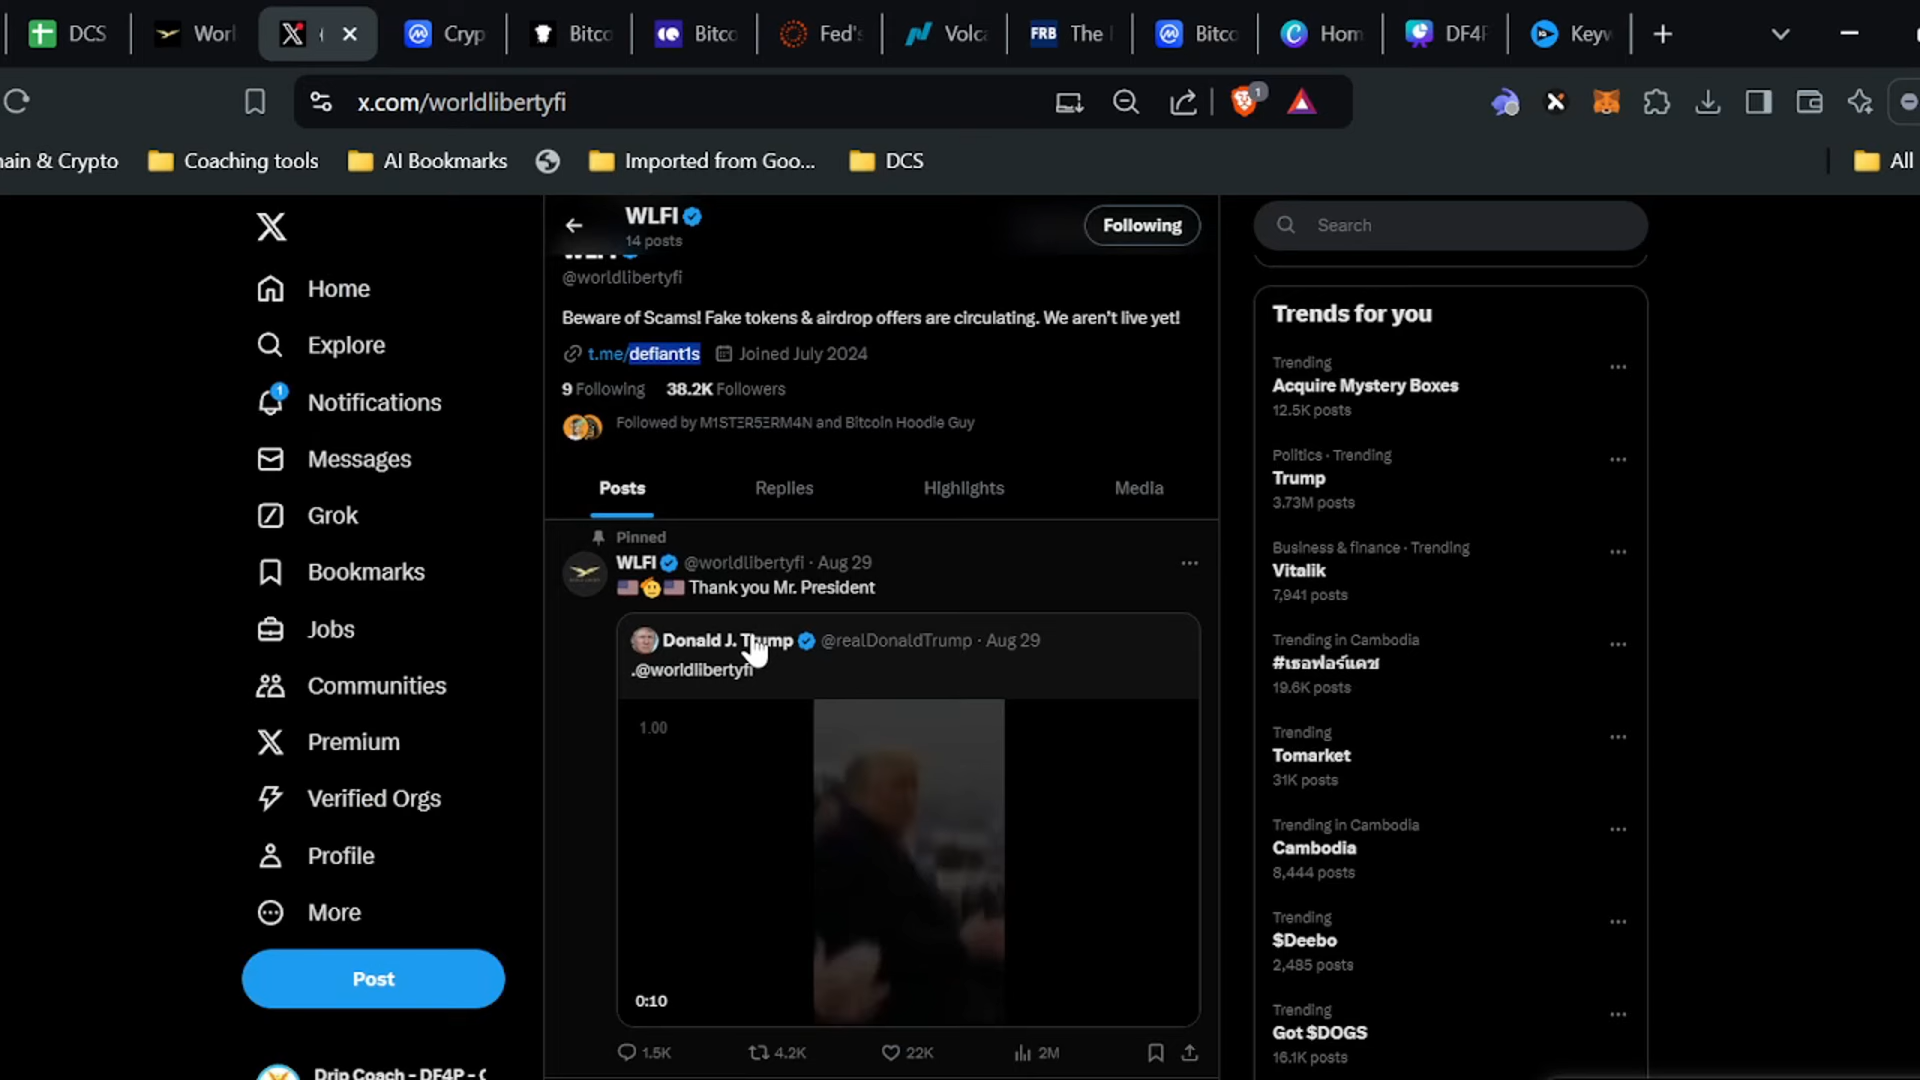 DCS
Worl
Cryp
Bitco
Bitco
Fed's
Volca
FRB The
Bitco
Hom
DF4P
Keyw
x.com/worldlibertyfi
1
ain & Crypto
Coaching tools
AI Bookmarks
Imported from Goo...
DCS
All
Home
Explore
1
Notifications
Messages
Grok
Bookmarks
Jobs
Communities
Premium
Verified Orgs
Profile
More
Post
Drip Coach - DF4P - C
WLFI
14 posts
Following
@worldlibertyfi
Beware of Scams! Fake tokens & airdrop offers are circulating. We aren't live yet!
t.me/defiant1s Joined July 2024
9 Following 38.2K Followers
Followed by M1STΞR5ΞRM4N and Bitcoin Hoodie Guy
Posts Replies Highlights Media
Pinned
WLFI @worldlibertyfi · Aug 29
Thank you Mr. President
Donald J. Trump @realDonaldTrump · Aug 29
.@worldlibertyfi
1.00
0:10
1.5K 4.2K 22K 2M
Search
Trends for you
Trending
Acquire Mystery Boxes
12.5K posts
Politics · Trending
Trump
3.73M posts
Business & finance · Trending
Vitalik
7,941 posts
Trending in Cambodia
#เธอฟอร์แคช
19.6K posts
Trending
Tomarket
31K posts
Trending in Cambodia
Cambodia
8,444 posts
Trending
$Deebo
2,485 posts
Trending
Got $DOGS
16.1K posts